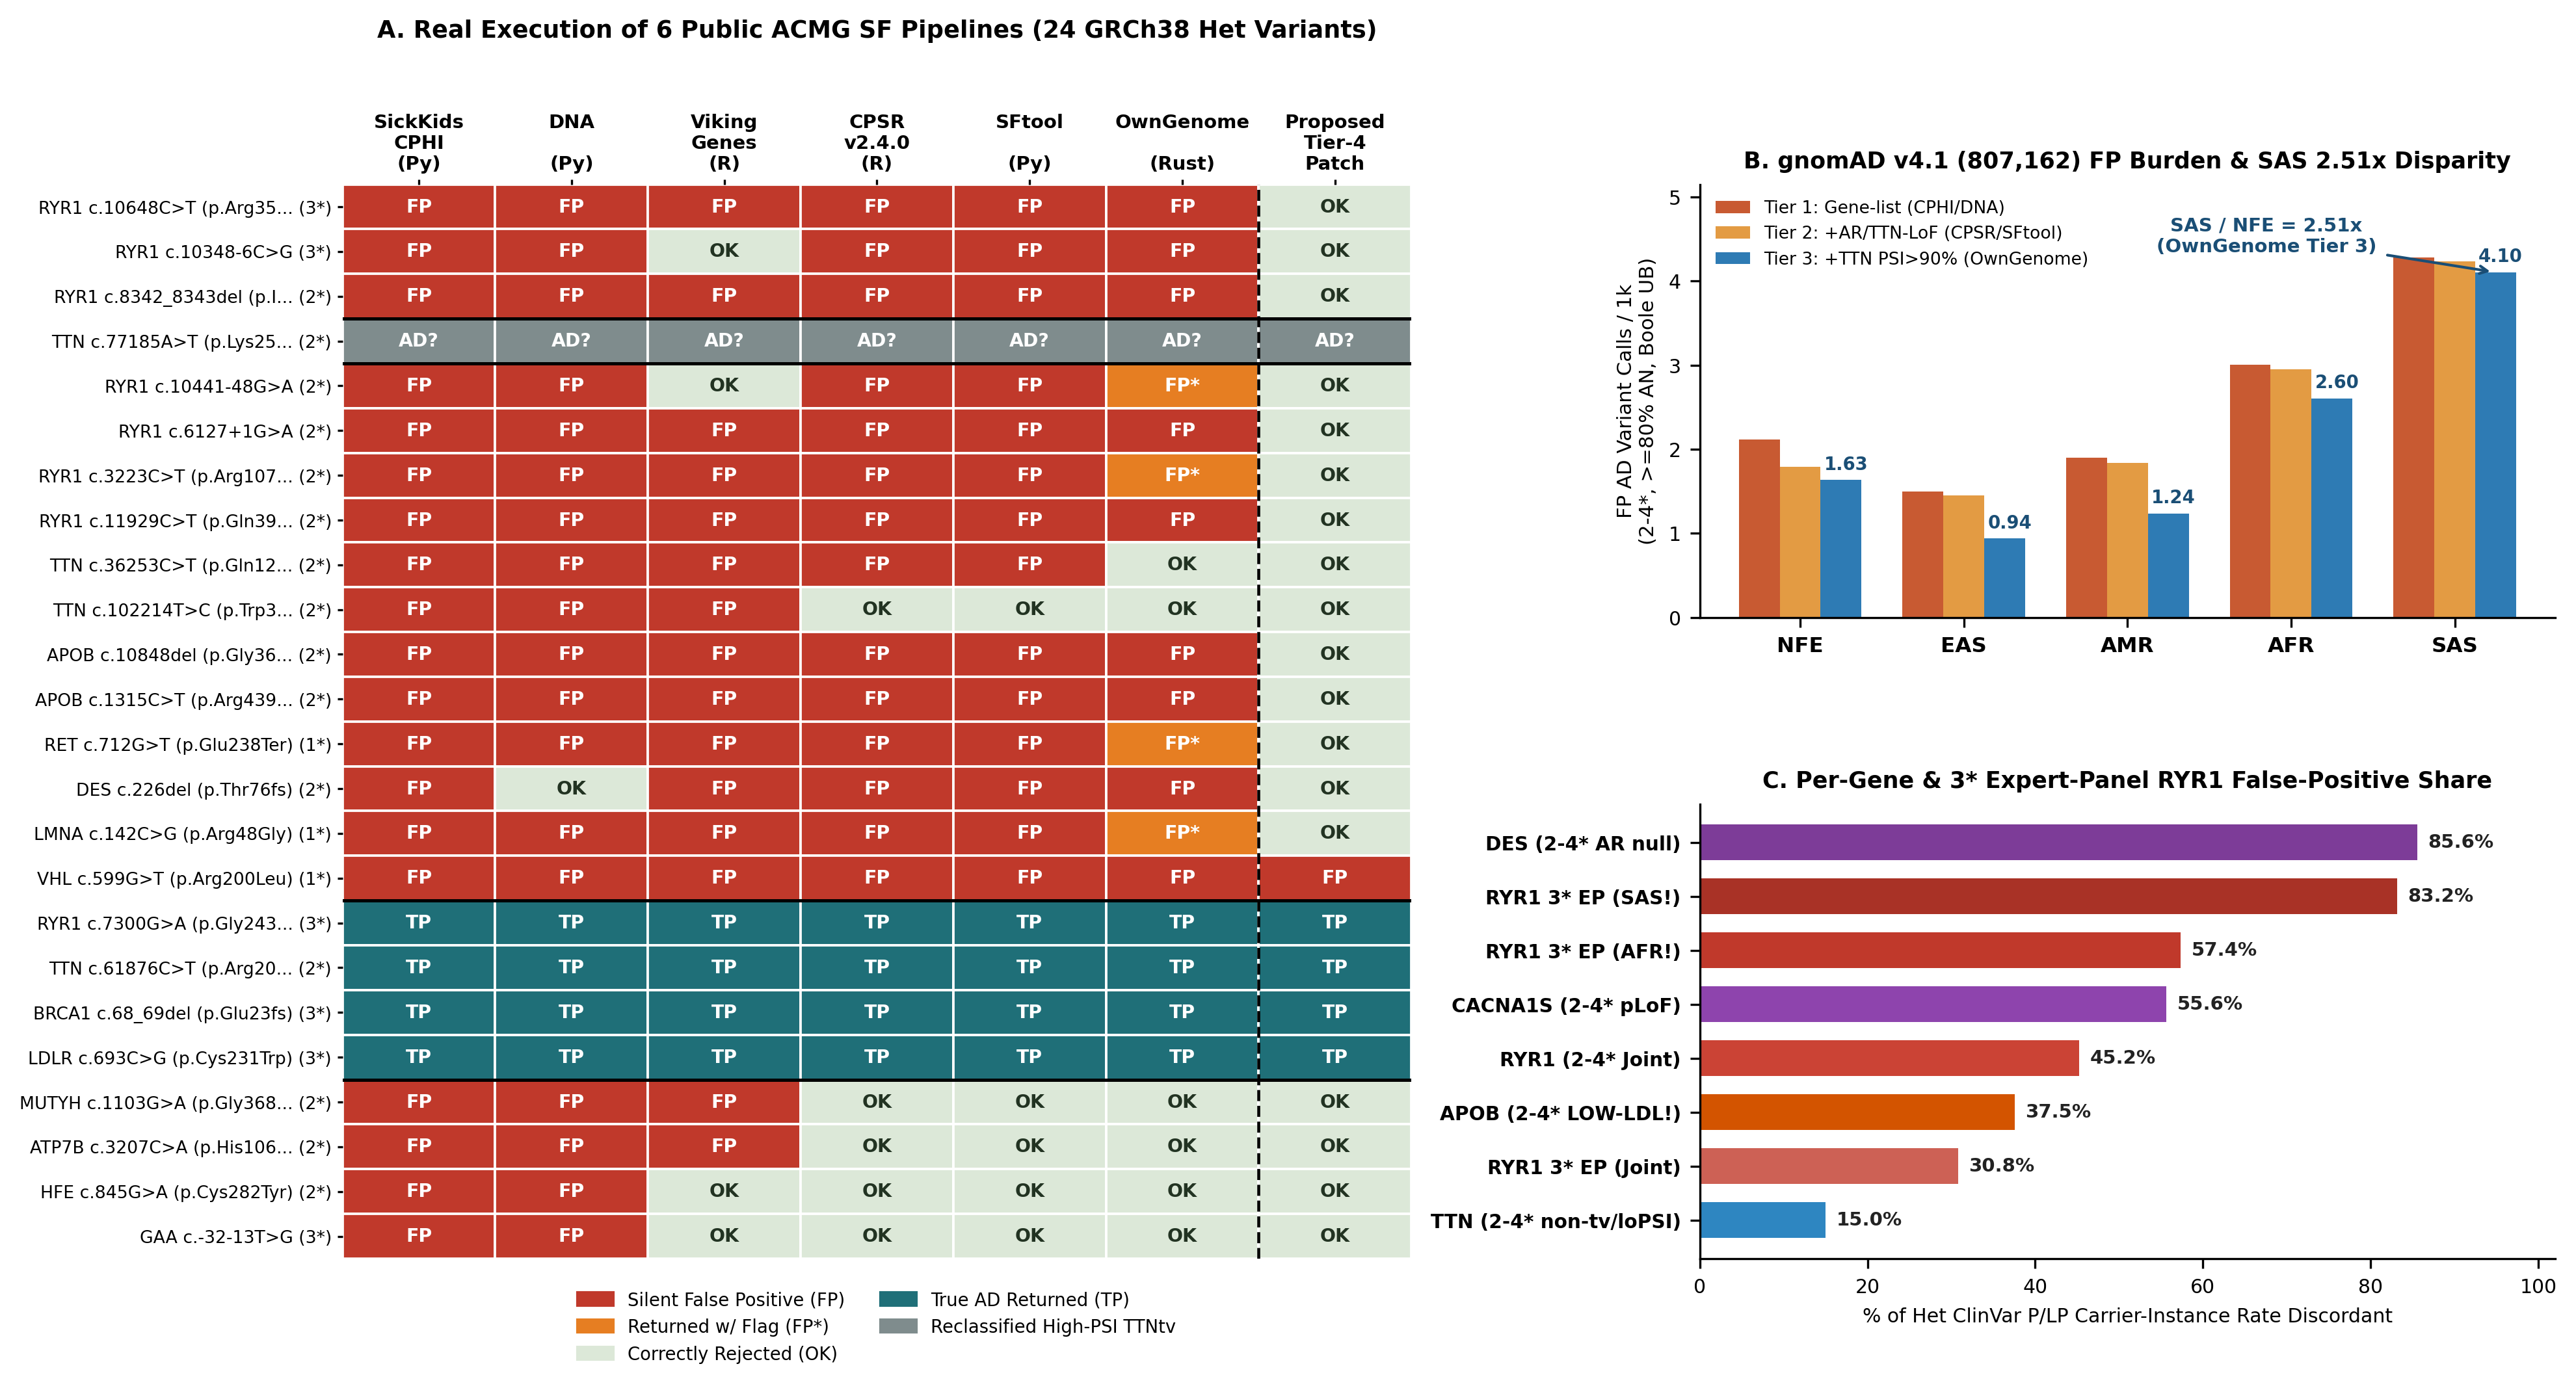 A. Real Execution of 6 Public ACMG SF Pipelines (24 GRCh38 Het Variants)
SickKids CPHI (Py)
DNA (Py)
Viking Genes (R)
CPSR v2.4.0 (R)
SFtool (Py)
OwnGenome (Rust)
Proposed Tier-4 Patch
RYR1 c.10648C>T (p.Arg35... (3*) FP FP FP FP FP FP OK
RYR1 c.10348-6C>G (3*) FP FP OK FP FP FP OK
RYR1 c.8342_8343del (p.I... (2*) FP FP FP FP FP FP OK
TTN c.77185A>T (p.Lys25... (2*) AD? AD? AD? AD? AD? AD? AD?
RYR1 c.10441-48G>A (2*) FP FP OK FP FP FP* OK
RYR1 c.6127+1G>A (2*) FP FP FP FP FP FP OK
RYR1 c.3223C>T (p.Arg107... (2*) FP FP FP FP FP FP* OK
RYR1 c.11929C>T (p.Gln39... (2*) FP FP FP FP FP FP OK
TTN c.36253C>T (p.Gln12... (2*) FP FP FP FP FP OK OK
TTN c.102214T>C (p.Trp3... (2*) FP FP FP OK OK OK OK
APOB c.10848del (p.Gly36... (2*) FP FP FP FP FP FP OK
APOB c.1315C>T (p.Arg439... (2*) FP FP FP FP FP FP OK
RET c.712G>T (p.Glu238Ter) (1*) FP FP FP FP FP FP* OK
DES c.226del (p.Thr76fs) (2*) FP OK FP FP FP FP OK
LMNA c.142C>G (p.Arg48Gly) (1*) FP FP FP FP FP FP* OK
VHL c.599G>T (p.Arg200Leu) (1*) FP FP FP FP FP FP FP
RYR1 c.7300G>A (p.Gly243... (3*) TP TP TP TP TP TP TP
TTN c.61876C>T (p.Arg20... (2*) TP TP TP TP TP TP TP
BRCA1 c.68_69del (p.Glu23fs) (3*) TP TP TP TP TP TP TP
LDLR c.693C>G (p.Cys231Trp) (3*) TP TP TP TP TP TP TP
MUTYH c.1103G>A (p.Gly368... (2*) FP FP FP OK OK OK OK
ATP7B c.3207C>A (p.His106... (2*) FP FP FP OK OK OK OK
HFE c.845G>A (p.Cys282Tyr) (2*) FP FP OK OK OK OK OK
GAA c.-32-13T>G (3*) FP FP OK OK OK OK OK
Silent False Positive (FP)
Returned w/ Flag (FP*)
Correctly Rejected (OK)
True AD Returned (TP)
Reclassified High-PSI TTNtv
B. gnomAD v4.1 (807,162) FP Burden & SAS 2.51x Disparity
FP AD Variant Calls / 1k
(2-4*, >=80% AN, Boole UB)
5
4
3
2
1
0
Tier 1: Gene-list (CPHI/DNA)
Tier 2: +AR/TTN-LoF (CPSR/SFtool)
Tier 3: +TTN PSI>90% (OwnGenome)
SAS / NFE = 2.51x
(OwnGenome Tier 3)
1.63
0.94
1.24
2.60
4.10
NFE EAS AMR AFR SAS
C. Per-Gene & 3* Expert-Panel RYR1 False-Positive Share
DES (2-4* AR null) 85.6%
RYR1 3* EP (SAS!) 83.2%
RYR1 3* EP (AFR!) 57.4%
CACNA1S (2-4* pLoF) 55.6%
RYR1 (2-4* Joint) 45.2%
APOB (2-4* LOW-LDL!) 37.5%
RYR1 3* EP (Joint) 30.8%
TTN (2-4* non-tv/loPSI) 15.0%
0 20 40 60 80 100
% of Het ClinVar P/LP Carrier-Instance Rate Discordant